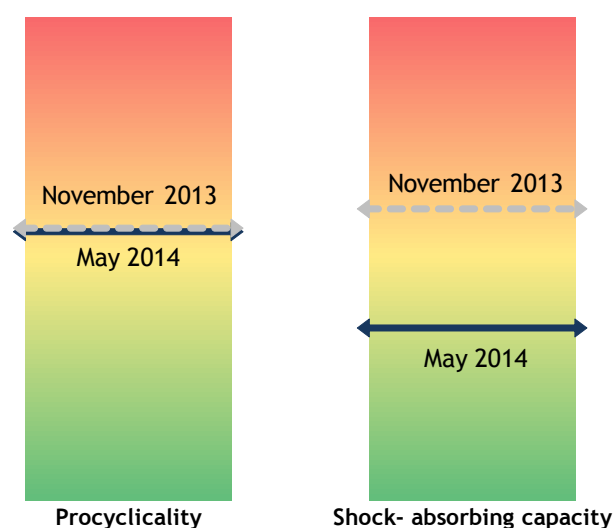 November 2013
May 2014
Procyclicality
November 2013
May 2014
Shock- absorbing capacity